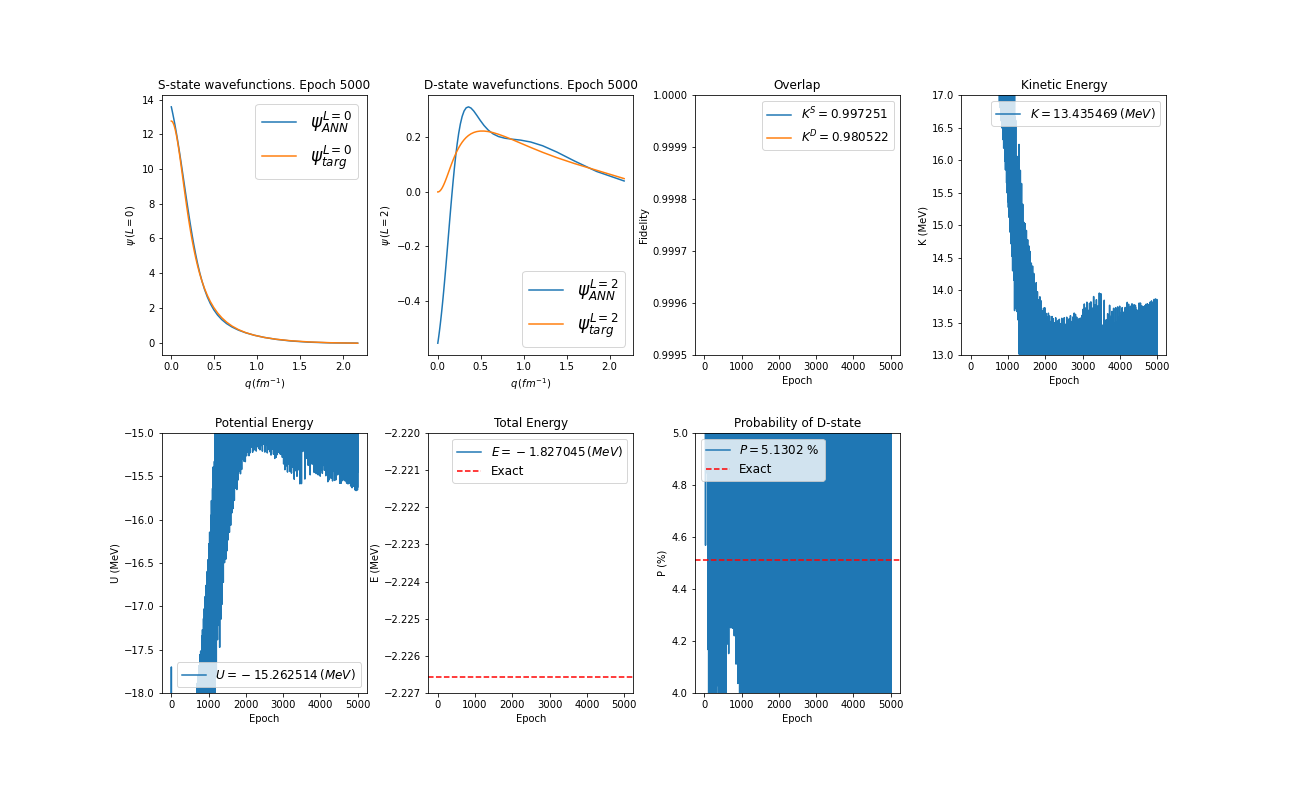 S-state wavefunctions. Epoch 5000
14
12
10
8
6
4
2
0
ψ(L = 0)
0.0 0.5 1.0 1.5 2.0
q(fm⁻¹)
ψ_{ANN}^{L=0}
ψ_{targ}^{L=0}
D-state wavefunctions. Epoch 5000
0.2
0.0
−0.2
−0.4
ψ(L = 2)
0.0 0.5 1.0 1.5 2.0
q(fm⁻¹)
ψ_{ANN}^{L=2}
ψ_{targ}^{L=2}
Overlap
1.0000
0.9999
0.9998
0.9997
0.9996
0.9995
Fidelity
0 1000 2000 3000 4000 5000
Epoch
K^S = 0.997251
K^D = 0.980522
Kinetic Energy
17.0
16.5
16.0
15.5
15.0
14.5
14.0
13.5
13.0
K (MeV)
0 1000 2000 3000 4000 5000
Epoch
K = 13.435469 (MeV)
Potential Energy
−15.0
−15.5
−16.0
−16.5
−17.0
−17.5
−18.0
U (MeV)
0 1000 2000 3000 4000 5000
Epoch
U = −15.262514 (MeV)
Total Energy
−2.220
−2.221
−2.222
−2.223
−2.224
−2.225
−2.226
−2.227
E (MeV)
0 1000 2000 3000 4000 5000
Epoch
E = −1.827045 (MeV)
Exact
Probability of D-state
5.0
4.8
4.6
4.4
4.2
4.0
P (%)
0 1000 2000 3000 4000 5000
Epoch
P = 5.1302 %
Exact